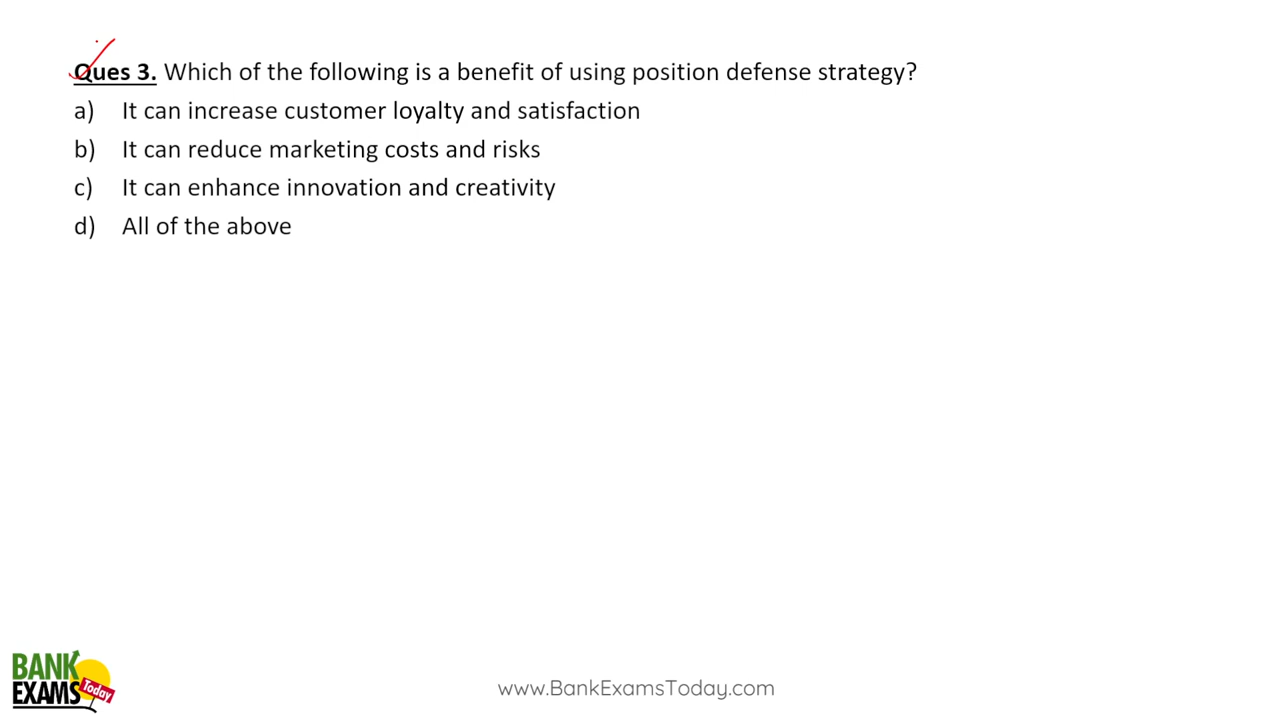 Ques 3. Which of the following is a benefit of using position defense strategy?
a) It can increase customer loyalty and satisfaction
b) It can reduce marketing costs and risks
c) It can enhance innovation and creativity
d) All of the above
BANK
EXAMS Today
www.BankExamsToday.com